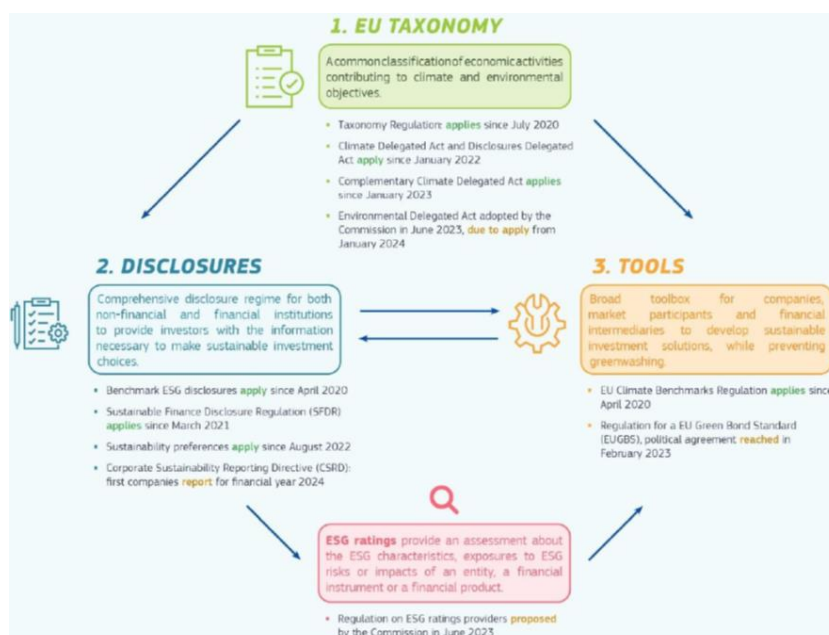 1. EU TAXONOMY
A common classification of economic activities
contributing to climate and environmental
objectives.
• Taxonomy Regulation: applies since July 2020
• Climate Delegated Act and Disclosures Delegated
Act apply since January 2022
• Complementary Climate Delegated Act applies
since January 2023
• Environmental Delegated Act adopted by the
Commission in June 2023, due to apply from
January 2024
2. DISCLOSURES
Comprehensive disclosure regime for both
non-financial and financial institutions
to provide investors with the information
necessary to make sustainable investment
choices.
• Benchmark ESG disclosures apply since April 2020
• Sustainable Finance Disclosure Regulation (SFDR)
applies since March 2021
• Sustainability preferences apply since August 2022
• Corporate Sustainability Reporting Directive (CSRD):
first companies report for financial year 2024
3. TOOLS
Broad toolbox for companies,
market participants and financial
intermediaries to develop sustainable
investment solutions, while preventing
greenwashing.
• EU Climate Benchmarks Regulation applies since
April 2020
• Regulation for a EU Green Bond Standard
(EUGBS), political agreement reached in
February 2023
ESG ratings provide an assessment about
the ESG characteristics, exposures to ESG
risks or impacts of an entity, a financial
instrument or a financial product.
• Regulation on ESG ratings providers proposed
by the Commission in June 2023